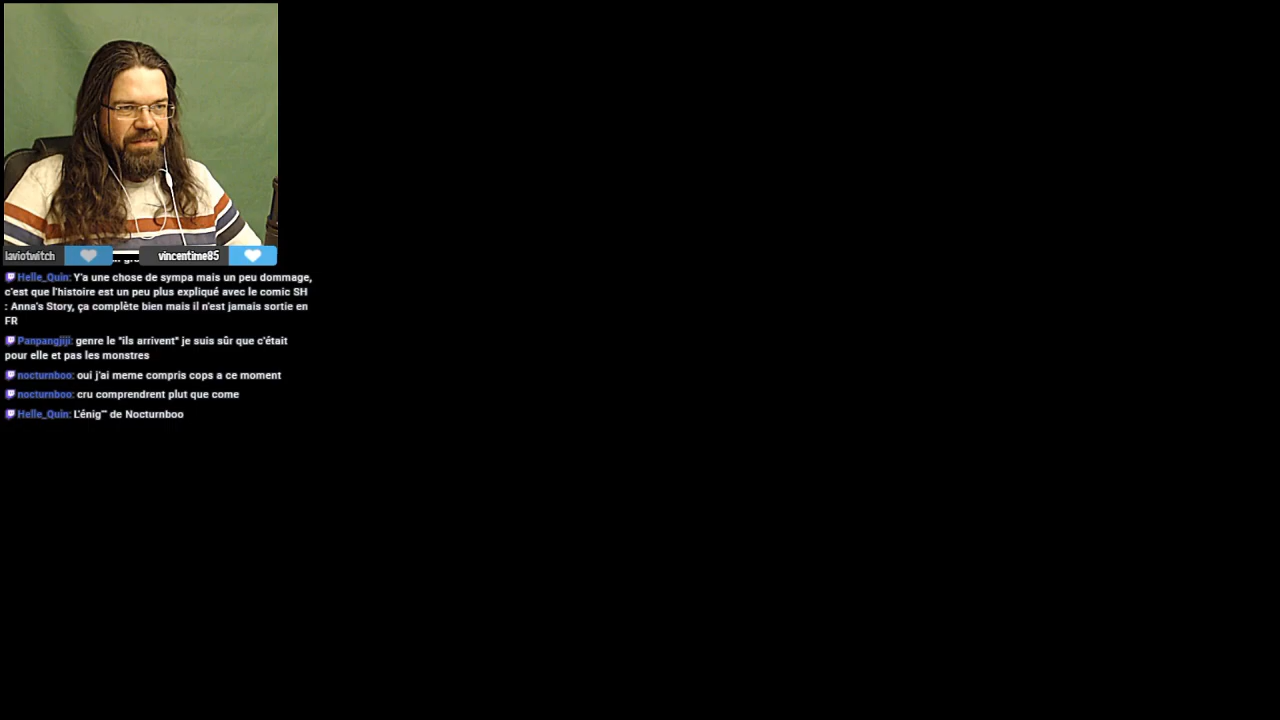 laviotwitch
vincentime85
Helle_Quin: Y'a une chose de sympa mais un peu dommage,
c'est que l'histoire est un peu plus expliqué avec le comic SH
: Anna's Story, ça complète bien mais il n'est jamais sortie en
FR
Panpangjiji: genre le "ils arrivent" je suis sûr que c'était
pour elle et pas les monstres
nocturnboo: oui j'ai meme compris cops a ce moment
nocturnboo: cru comprendrent plut que come
Helle_Quin: L'énig"" de Nocturnboo